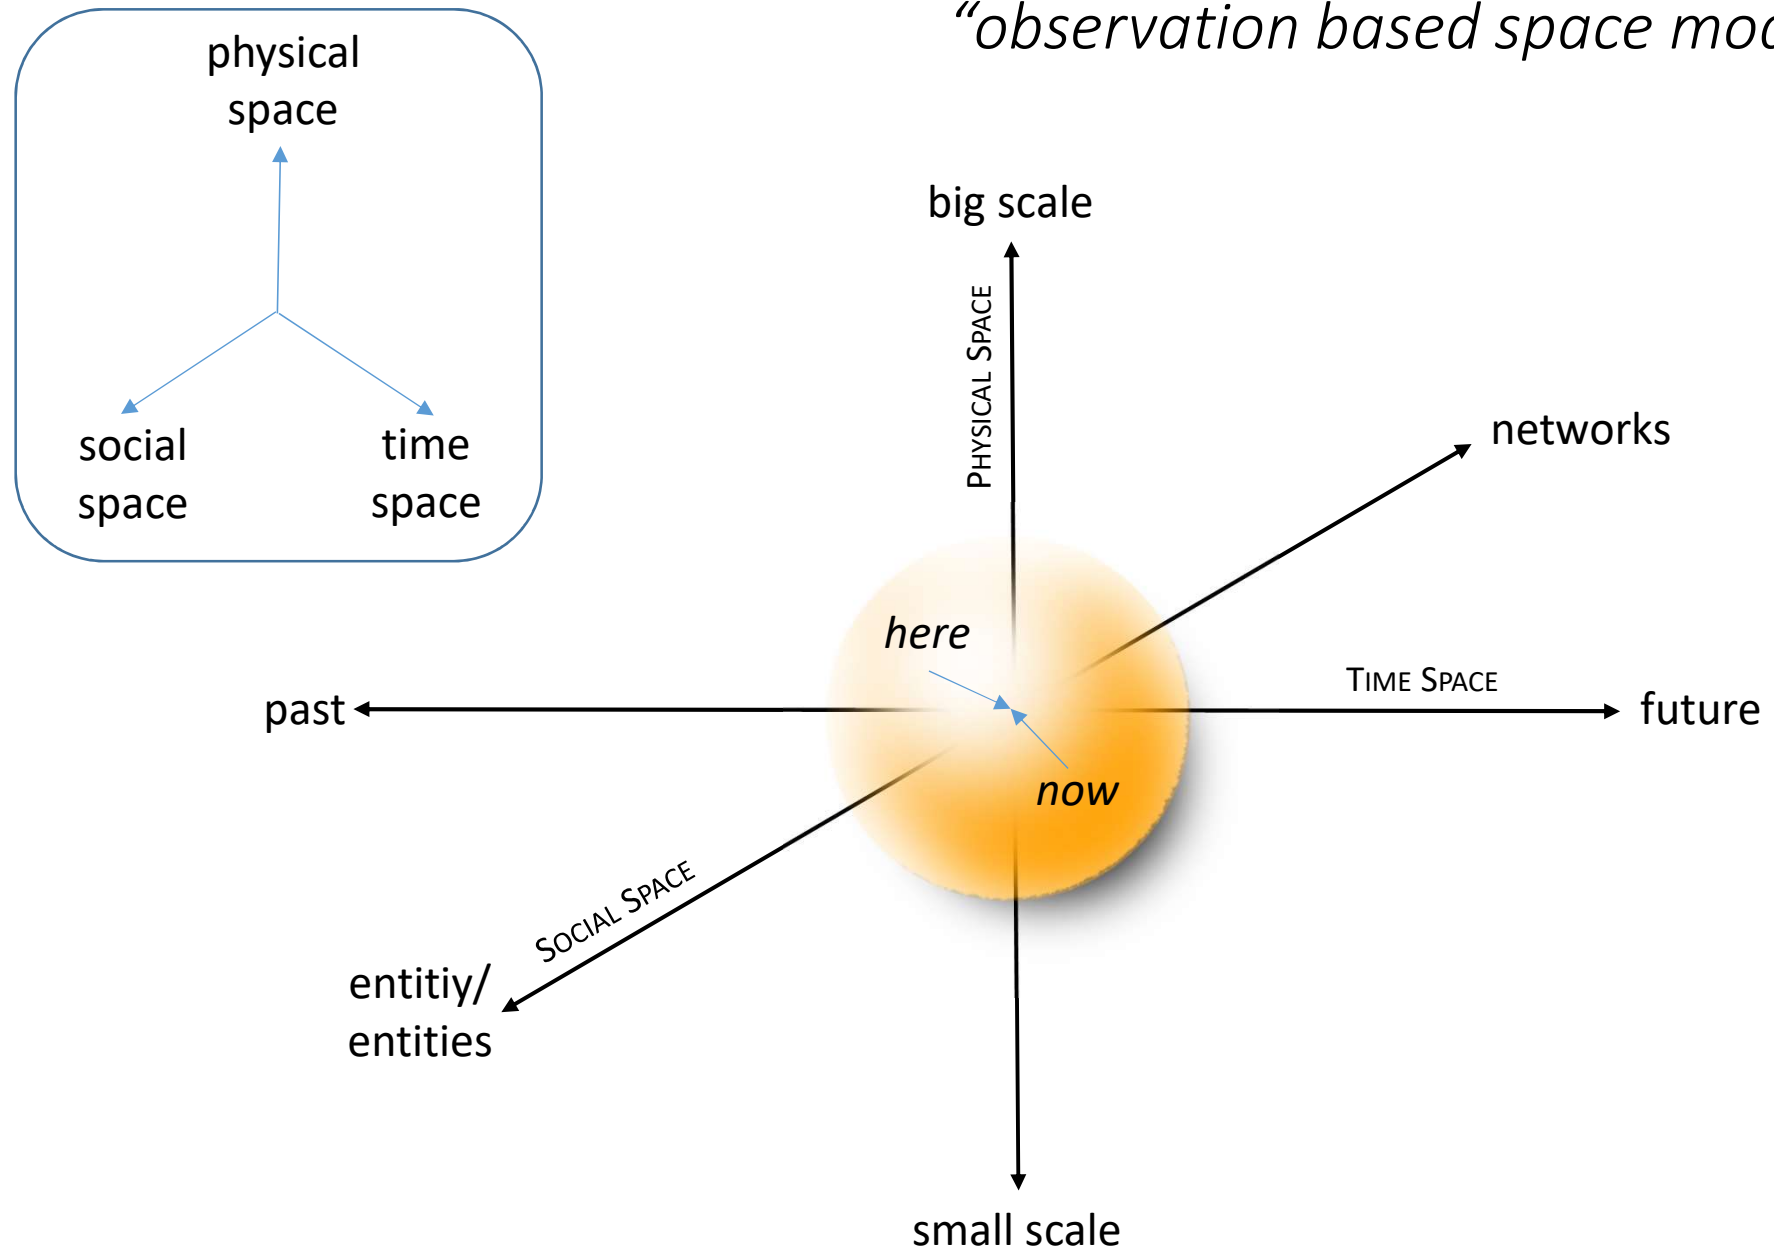 “observation based space
physical
space
social
space
time
space
big scale
PHYSICAL SPACE
networks
here
TIME SPACE
past
future
now
SOCIAL SPACE
entitiy/
entities
small scale